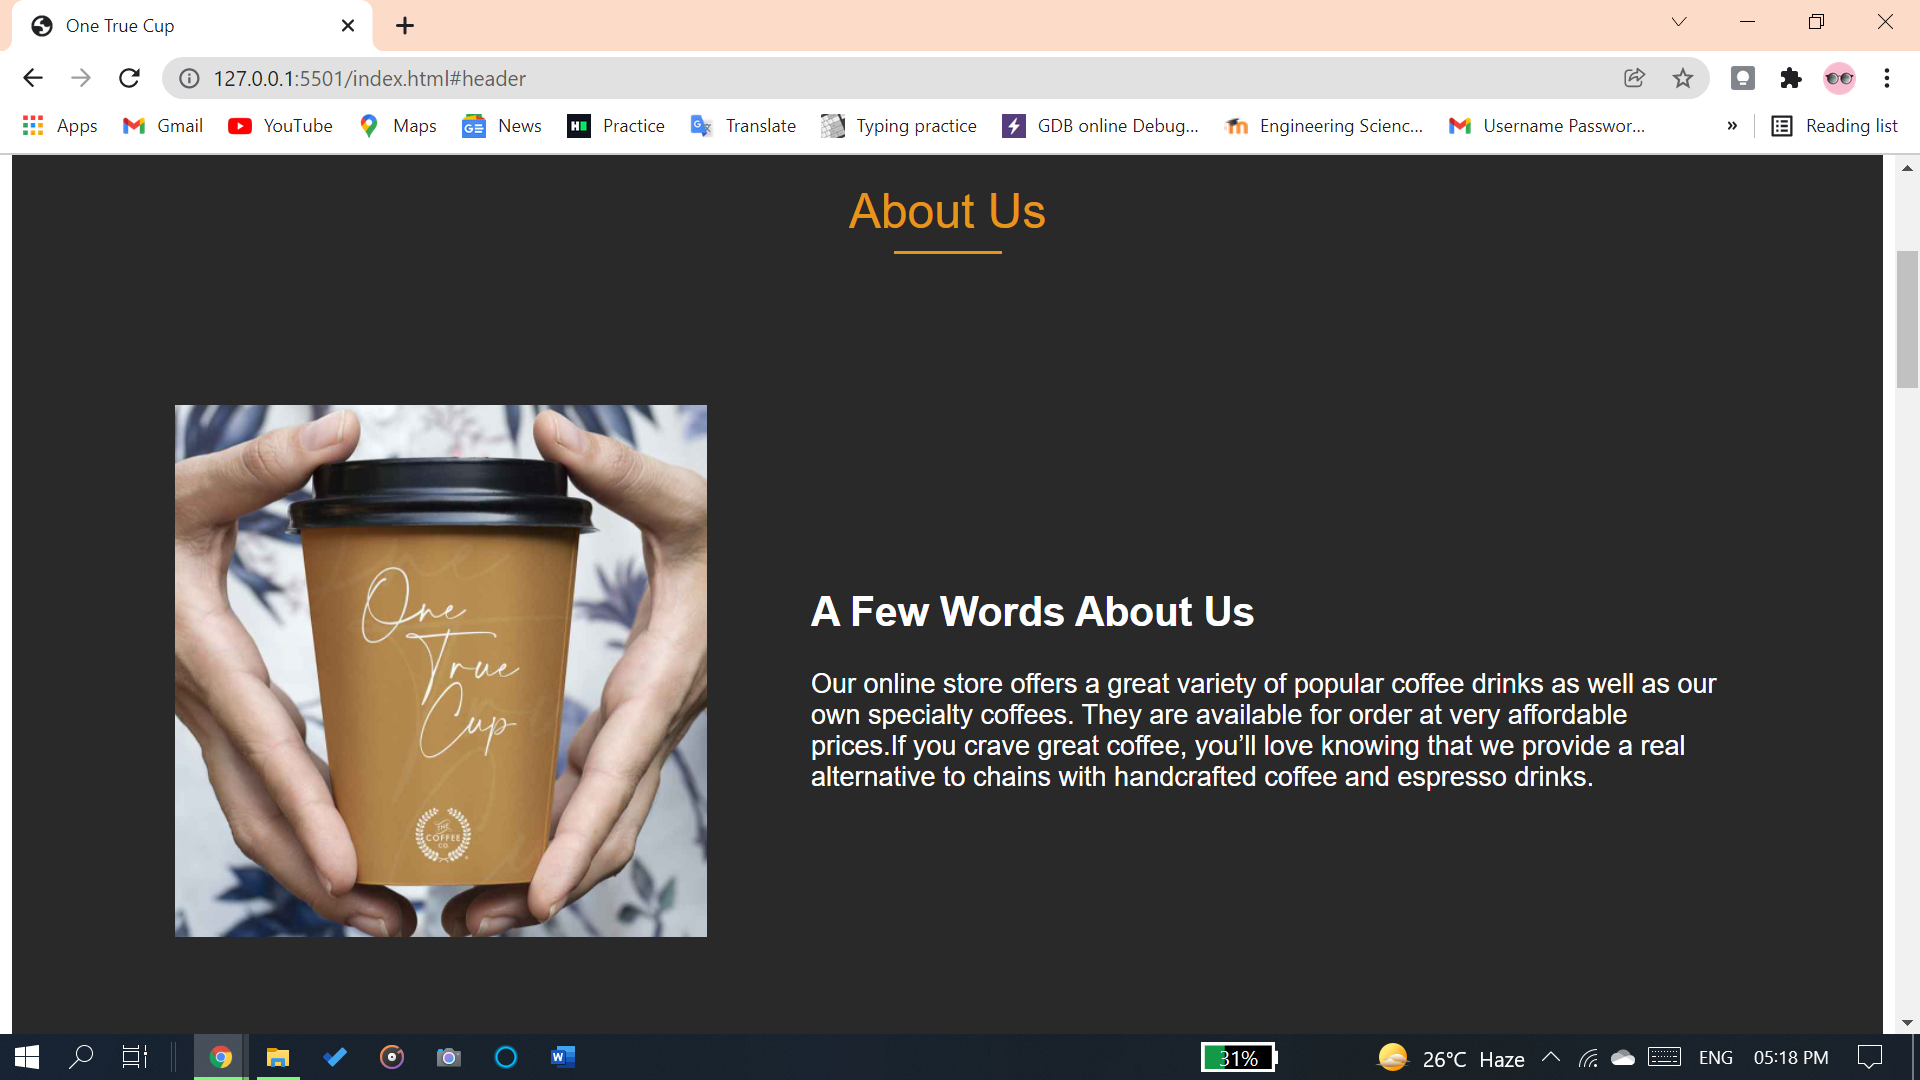 One True Cup
127.0.0.1:5501/index.html#header
Apps Gmail YouTube Maps News Practice Translate Typing practice GDB online Debug... Engineering Scienc... Username Passwor... » Reading list
About Us
One
True
Cup
THE
COFFEE
CO.
A Few Words About Us
Our online store offers a great variety of popular coffee drinks as well as our
own specialty coffees. They are available for order at very affordable
prices.If you crave great coffee, you’ll love knowing that we provide a real
alternative to chains with handcrafted coffee and espresso drinks.
31% 26°C Haze ENG 05:18 PM